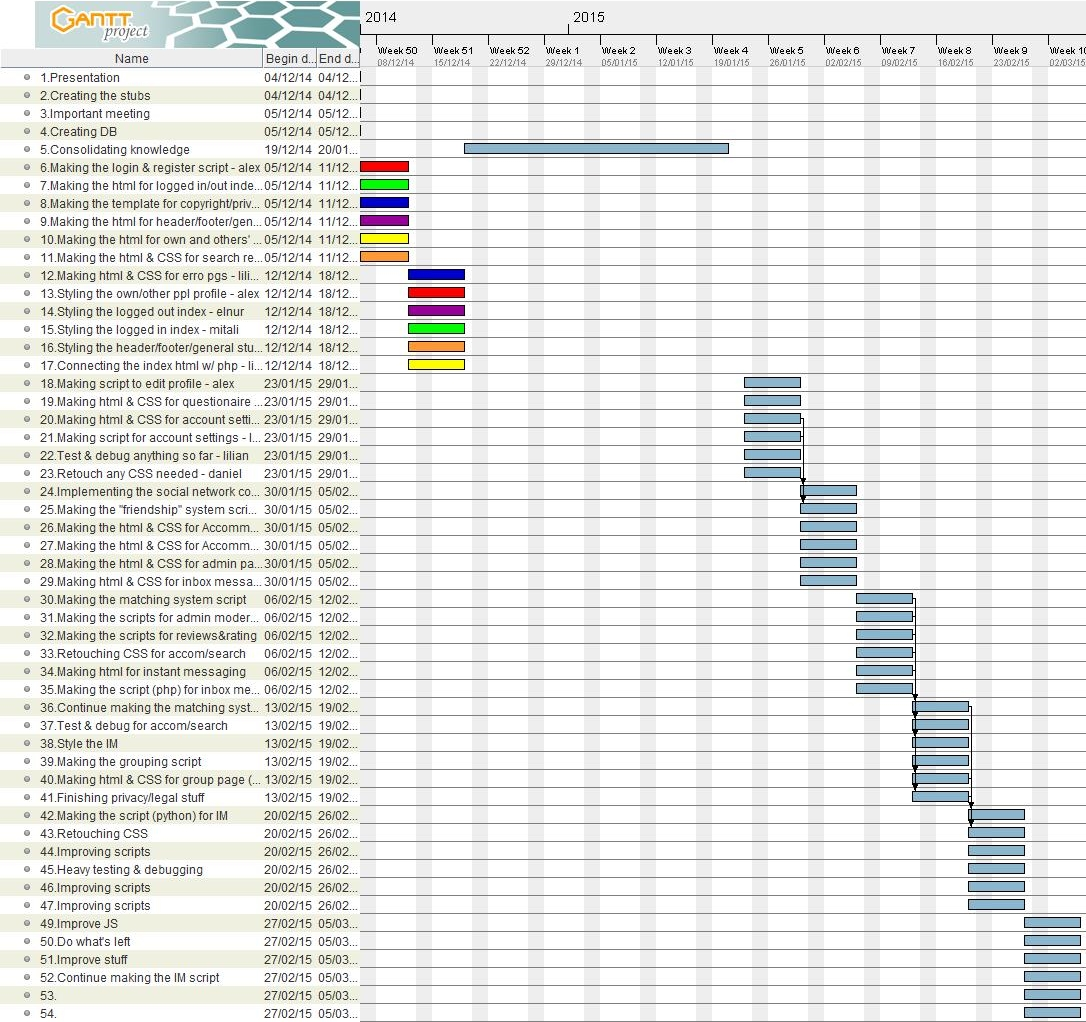 GANTT project
2014 2015
Week 50 Week 51 Week 52 Week 1 Week 2 Week 3 Week 4 Week 5 Week 6 Week 7 Week 8 Week 9 Week 10
Name Begin d... End d... 08/12/14 15/12/14 22/12/14 29/12/14 05/01/15 12/01/15 19/01/15 26/01/15 02/02/15 09/02/15 16/02/15 23/02/15 02/03/15
1.Presentation 04/12/14 04/12...
2.Creating the stubs 04/12/14 04/12...
3.Important meeting 05/12/14 05/12...
4.Creating DB 05/12/14 05/12...
5.Consolidating knowledge 19/12/14 20/01...
6.Making the login & register script - alex 05/12/14 11/12...
7.Making the html for logged in/out inde... 05/12/14 11/12...
8.Making the template for copyright/priv... 05/12/14 11/12...
9.Making the html for header/footer/gen... 05/12/14 11/12...
10.Making the html for own and others' ... 05/12/14 11/12...
11.Making the html & CSS for search re... 05/12/14 11/12...
12.Making html & CSS for erro pgs - lili... 12/12/14 18/12...
13.Styling the own/other ppl profile - alex 12/12/14 18/12...
14.Styling the logged out index - elnur 12/12/14 18/12...
15.Styling the logged in index - mitali 12/12/14 18/12...
16.Styling the header/footer/general stu... 12/12/14 18/12...
17.Connecting the index html w/ php - li... 12/12/14 18/12...
18.Making script to edit profile - alex 23/01/15 29/01...
19.Making html & CSS for questionaire ... 23/01/15 29/01...
20.Making html & CSS for account setti... 23/01/15 29/01...
21.Making script for account settings - l... 23/01/15 29/01...
22.Test & debug anything so far - lilian 23/01/15 29/01...
23.Retouch any CSS needed - daniel 23/01/15 29/01...
24.Implementing the social network co... 30/01/15 05/02...
25.Making the "friendship" system scri... 30/01/15 05/02...
26.Making the html & CSS for Accomm... 30/01/15 05/02...
27.Making the html & CSS for Accomm... 30/01/15 05/02...
28.Making the html & CSS for admin pa... 30/01/15 05/02...
29.Making html & CSS for inbox messa... 30/01/15 05/02...
30.Making the matching system script 06/02/15 12/02...
31.Making the scripts for admin moder... 06/02/15 12/02...
32.Making the scripts for reviews&rating 06/02/15 12/02...
33.Retouching CSS for accom/search 06/02/15 12/02...
34.Making html for instant messaging 06/02/15 12/02...
35.Making the script (php) for inbox me... 06/02/15 12/02...
36.Continue making the matching syst... 13/02/15 19/02...
37.Test & debug for accom/search 13/02/15 19/02...
38.Style the IM 13/02/15 19/02...
39.Making the grouping script 13/02/15 19/02...
40.Making html & CSS for group page (... 13/02/15 19/02...
41.Finishing privacy/legal stuff 13/02/15 19/02...
42.Making the script (python) for IM 20/02/15 26/02...
43.Retouching CSS 20/02/15 26/02...
44.Improving scripts 20/02/15 26/02...
45.Heavy testing & debugging 20/02/15 26/02...
46.Improving scripts 20/02/15 26/02...
47.Improving scripts 20/02/15 26/02...
49.Improve JS 27/02/15 05/03...
50.Do what's left 27/02/15 05/03...
51.Improve stuff 27/02/15 05/03...
52.Continue making the IM script 27/02/15 05/03...
53. 27/02/15 05/03...
54. 27/02/15 05/03...